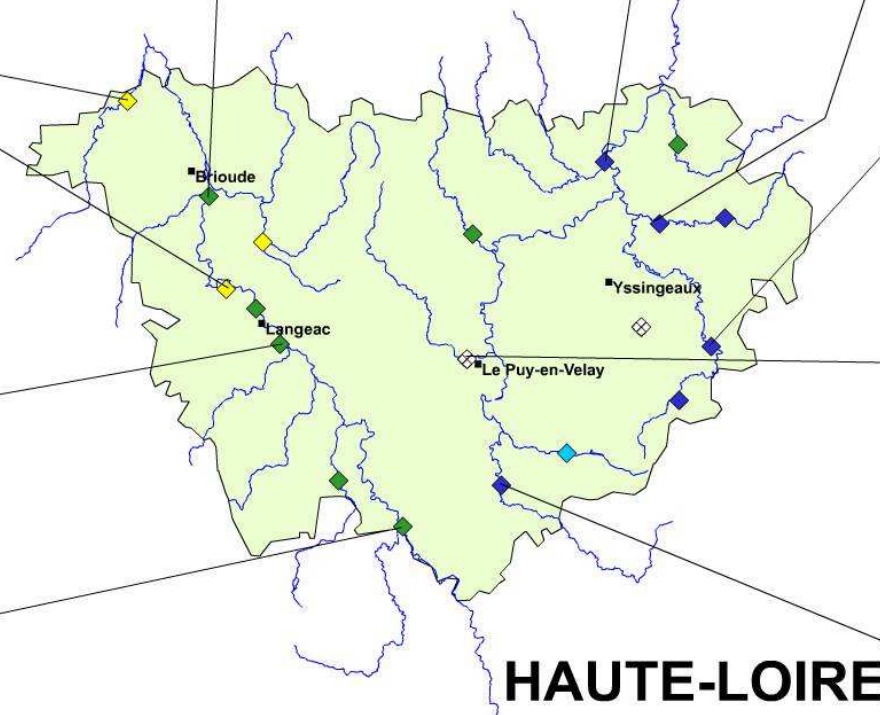 Brioude
Yssingeaux
Langeac
Le Puy-en-Velay
HAUTE-LOIRE